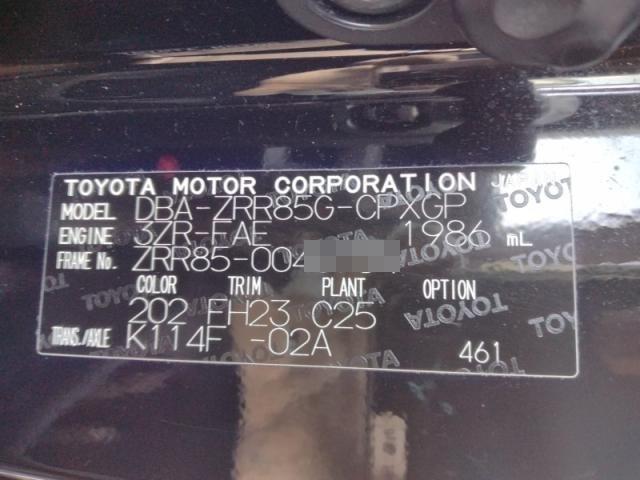 TOYOTA MOTOR CORPORATION JAPAN
MODEL DBA-ZRR85G-CPXGP
ENGINE 3ZR-FAE 1986 mL
FRAME No. ZRR85-004
COLOR TRIM PLANT OPTION
202 FH23 C25
TRANS./AXLE K114F -02A
461